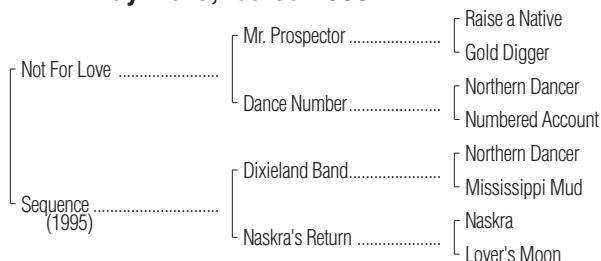 Raise a Native
Mr. Prospector ......................
Gold Digger
Not For Love ............................
Northern Dancer
Dance Number .........................
Numbered Account
Northern Dancer
Dixieland Band.........................
Mississippi Mud
Sequence ...................................
(1995)
Naskra
Naskra's Return ......................
Lover's Moon